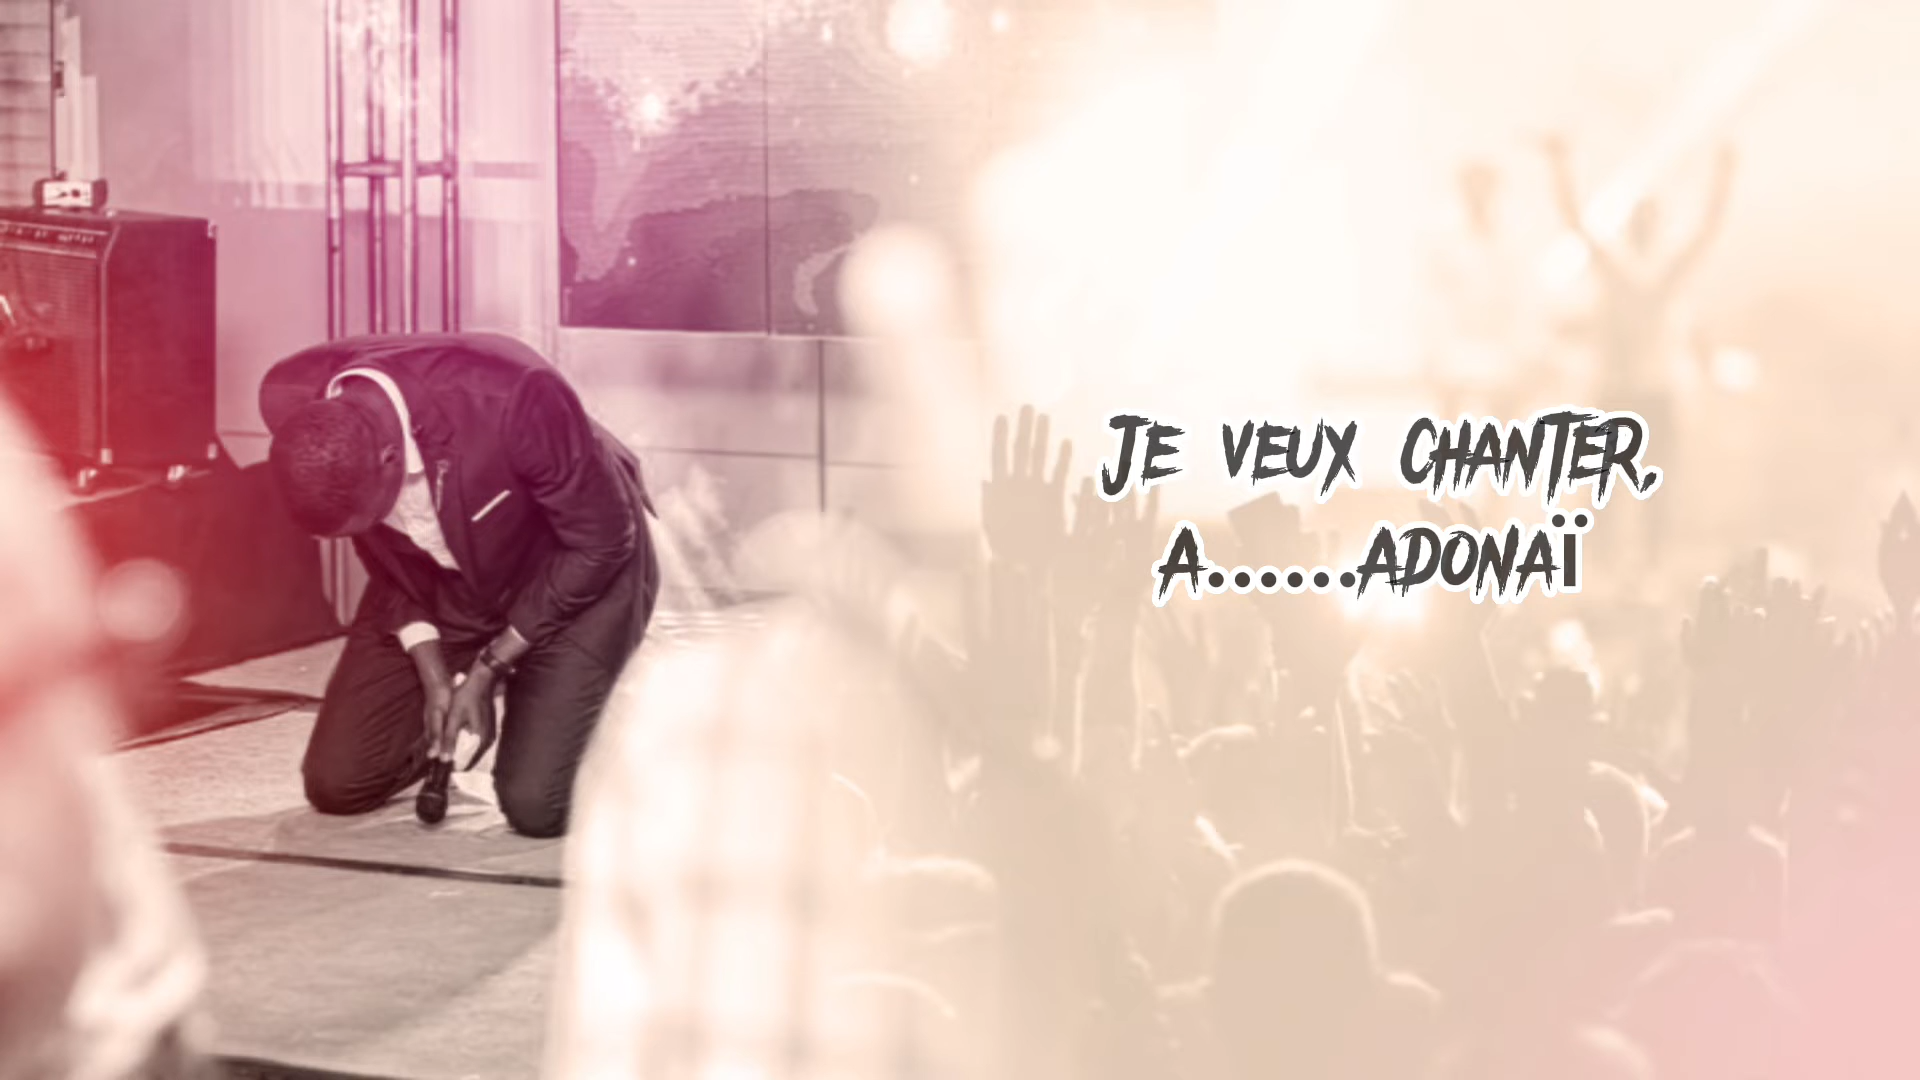 JE VEUX CHANTER,
A......ADONAÏ